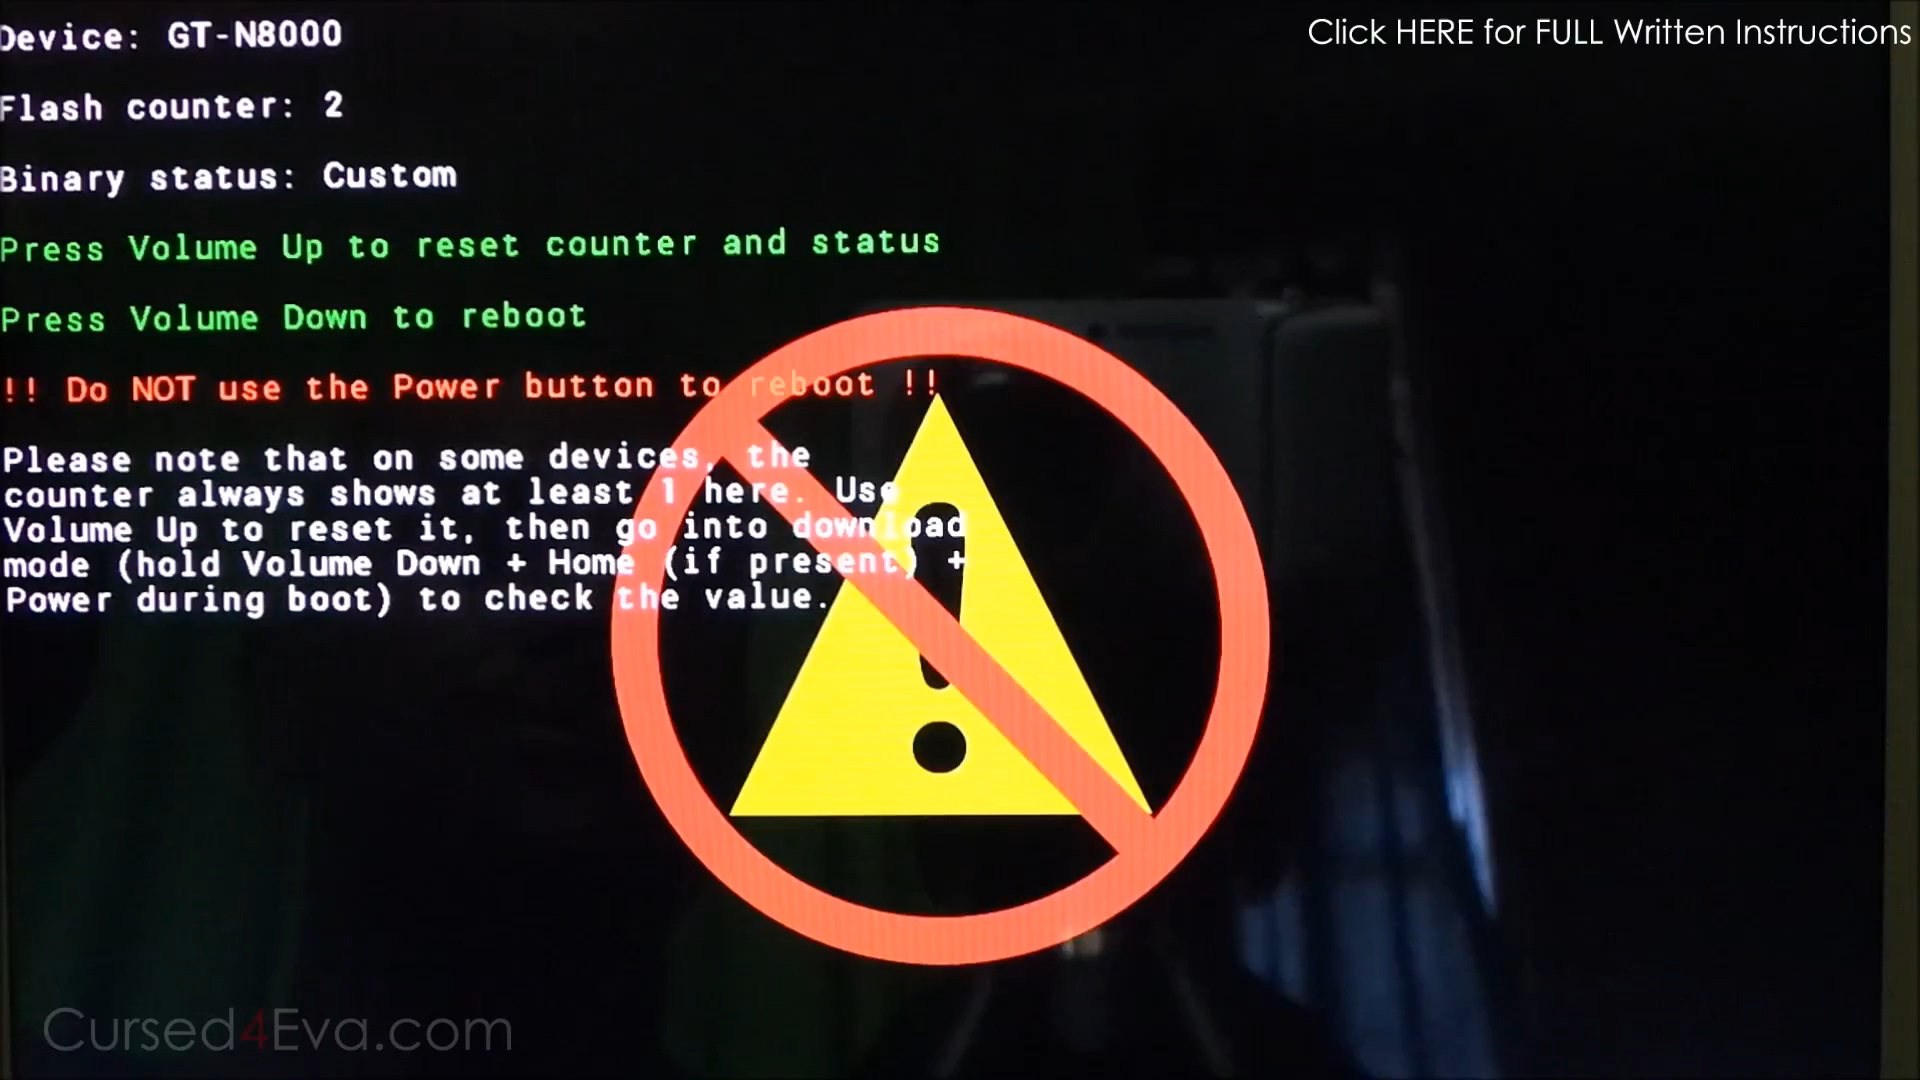 Click HERE for FULL Written Instructions
Device: GT-N8000
Flash counter: 2
Binary status: Custom
Press Volume Up to reset counter and status
Press Volume Down to reboot
!! Do NOT use the Power button to reboot !!
Please note that on some devices, the
counter always shows at least 1 here. Use
Volume Up to reset it, then go into download
mode (hold Volume Down + Home (if present) +
Power during boot) to check the value.
Cursed4Eva.com